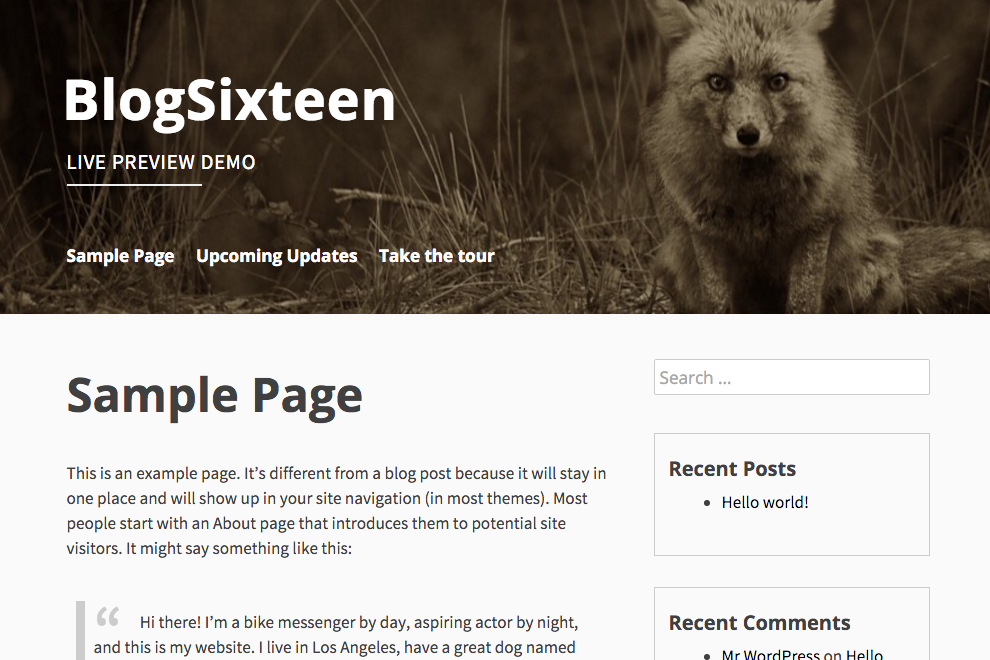 BlogSixteen
LIVE PREVIEW DEMO
Sample Page Upcoming Updates Take the tour
Sample Page
This is an example page. It’s different from a blog post because it will stay in
one place and will show up in your site navigation (in most themes). Most
people start with an About page that introduces them to potential site
visitors. It might say something like this:
“ Hi there! I’m a bike messenger by day, aspiring actor by night,
and this is my website. I live in Los Angeles, have a great dog named
Search ...
Recent Posts
• Hello world!
Recent Comments
• Mr WordPress on Hello